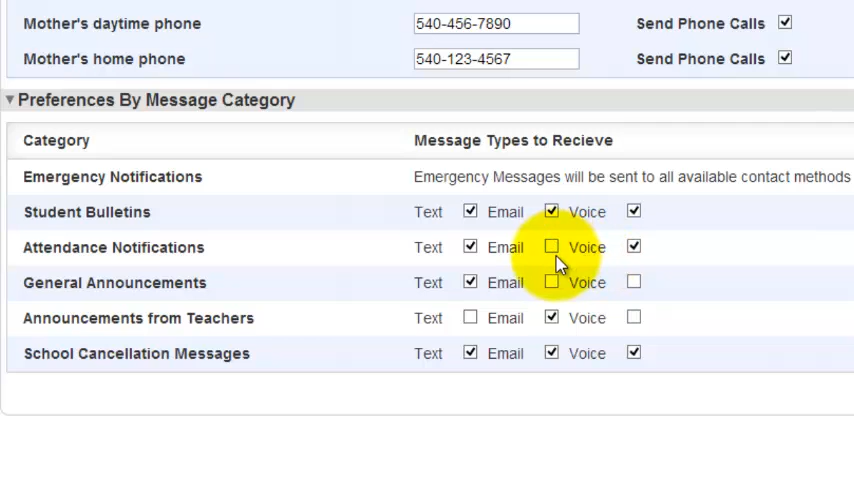 Mother's daytime phone 540-456-7890 Send Phone Calls
Mother's home phone 540-123-4567 Send Phone Calls
Preferences By Message Category
Category Message Types to Recieve
Emergency Notifications Emergency Messages will be sent to all available contact methods
Student Bulletins Text Email Voice
Attendance Notifications Text Email Voice
General Announcements Text Email Voice
Announcements from Teachers Text Email Voice
School Cancellation Messages Text Email Voice